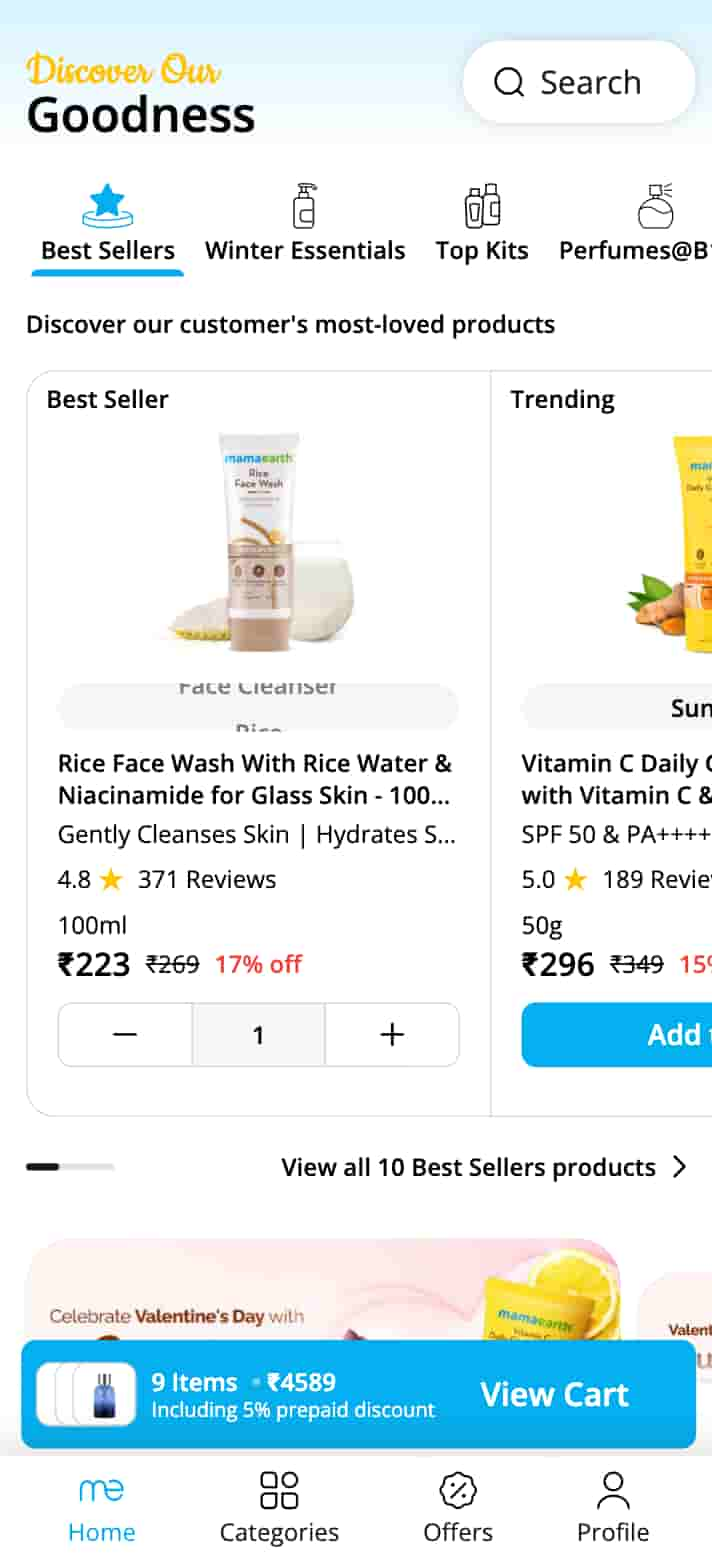 Discover Our
Goodness
Search
Best Sellers
Winter Essentials
Top Kits
Perfumes@B
Discover our customer's most-loved products
Best Seller
mamaearth
Rice
Face Wash
Face Cleanser
Rice
Rice Face Wash With Rice Water &
Niacinamide for Glass Skin - 100...
Gently Cleanses Skin | Hydrates S...
4.8 ★ 371 Reviews
100ml
₹223 ₹269 17% off
− 1 +
Trending
Sun
Vitamin C Daily
with Vitamin C &
SPF 50 & PA++++
5.0 ★ 189
50g
₹296 ₹349 15%
Add
View all 10 Best Sellers products >
Celebrate Valentine's Day with
mamaearth
Vitamin C
9 Items • ₹4589
Including 5% prepaid discount
View Cart
me
Home
Categories
Offers
Profile